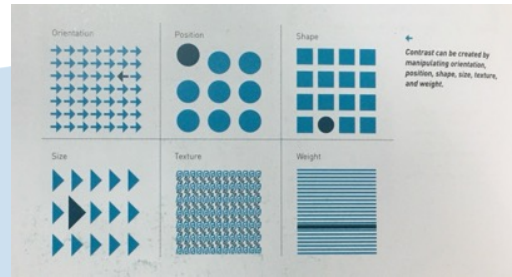 Orientation
Position
Shape
←
Contrast can be created by
manipulating orientation,
position, shape, size, texture,
and weight.
Size
Texture
Weight